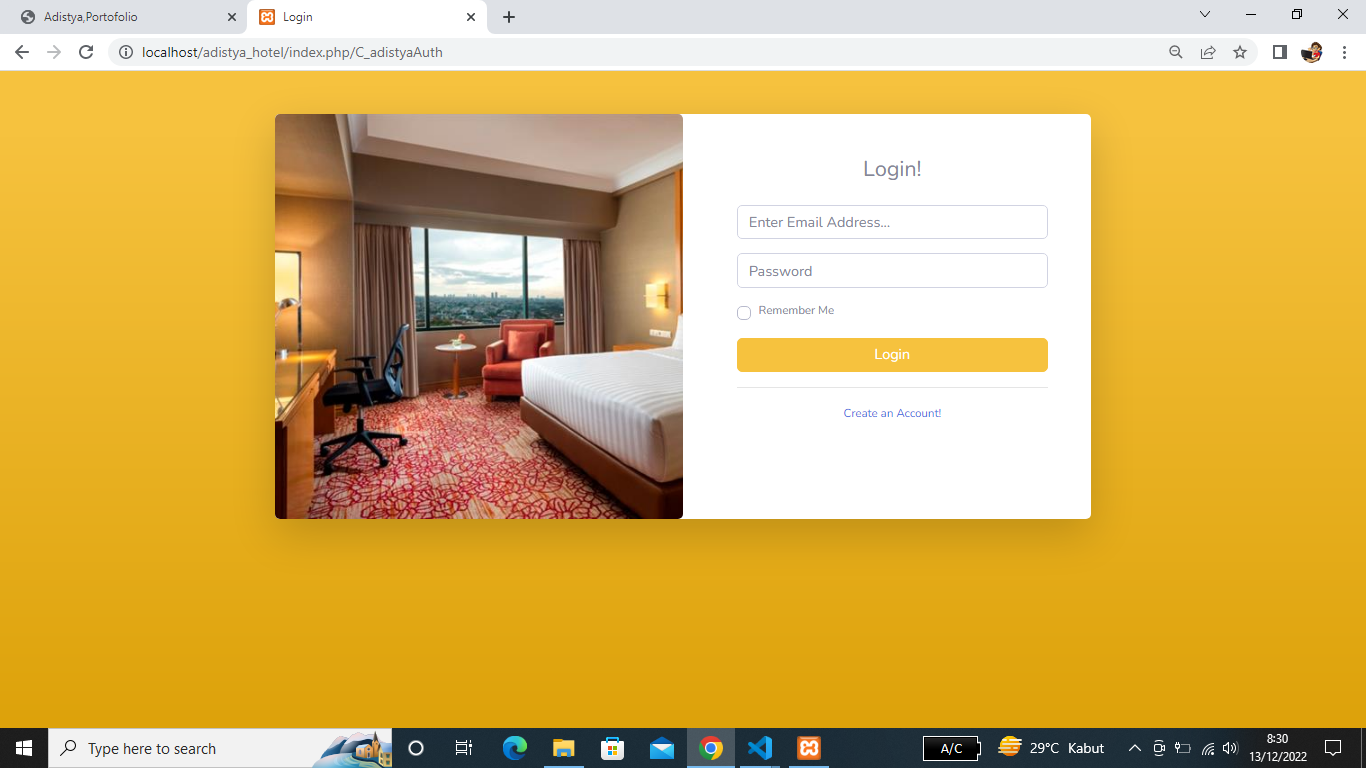 Adistya,Portofolio
Login
localhost/adistya_hotel/index.php/C_adistyaAuth
Login!
Enter Email Address...
Password
Remember Me
Login
Create an Account!
Type here to search
A/C
29°C Kabut
8:30
13/12/2022